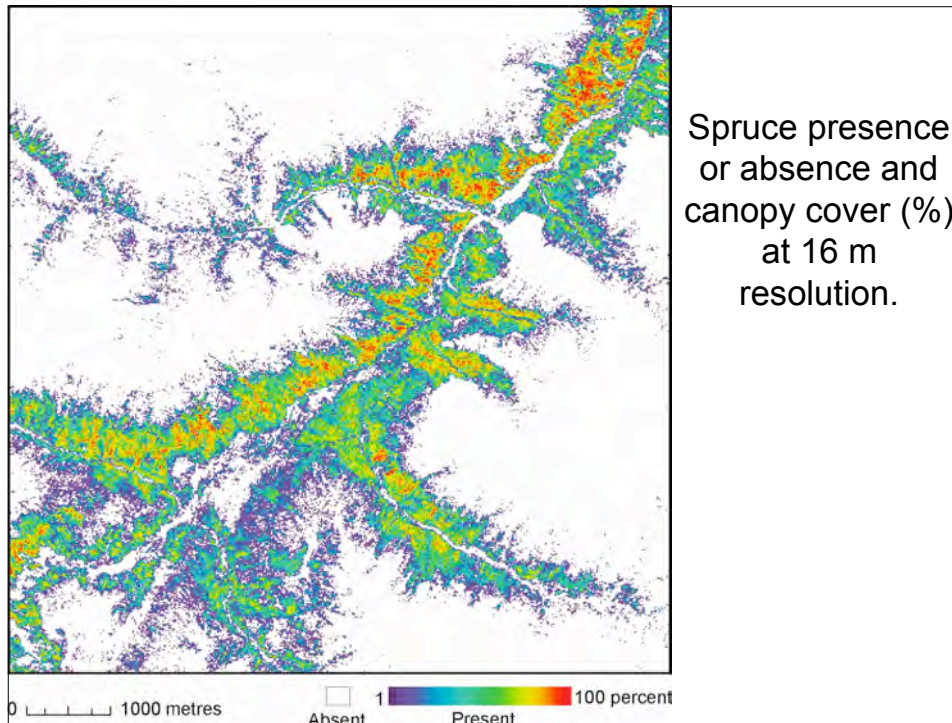 Spruce presence
or absence and
canopy cover (%)
at 16 m
resolution.
0 1000 metres
1 100 percent
Absent Present